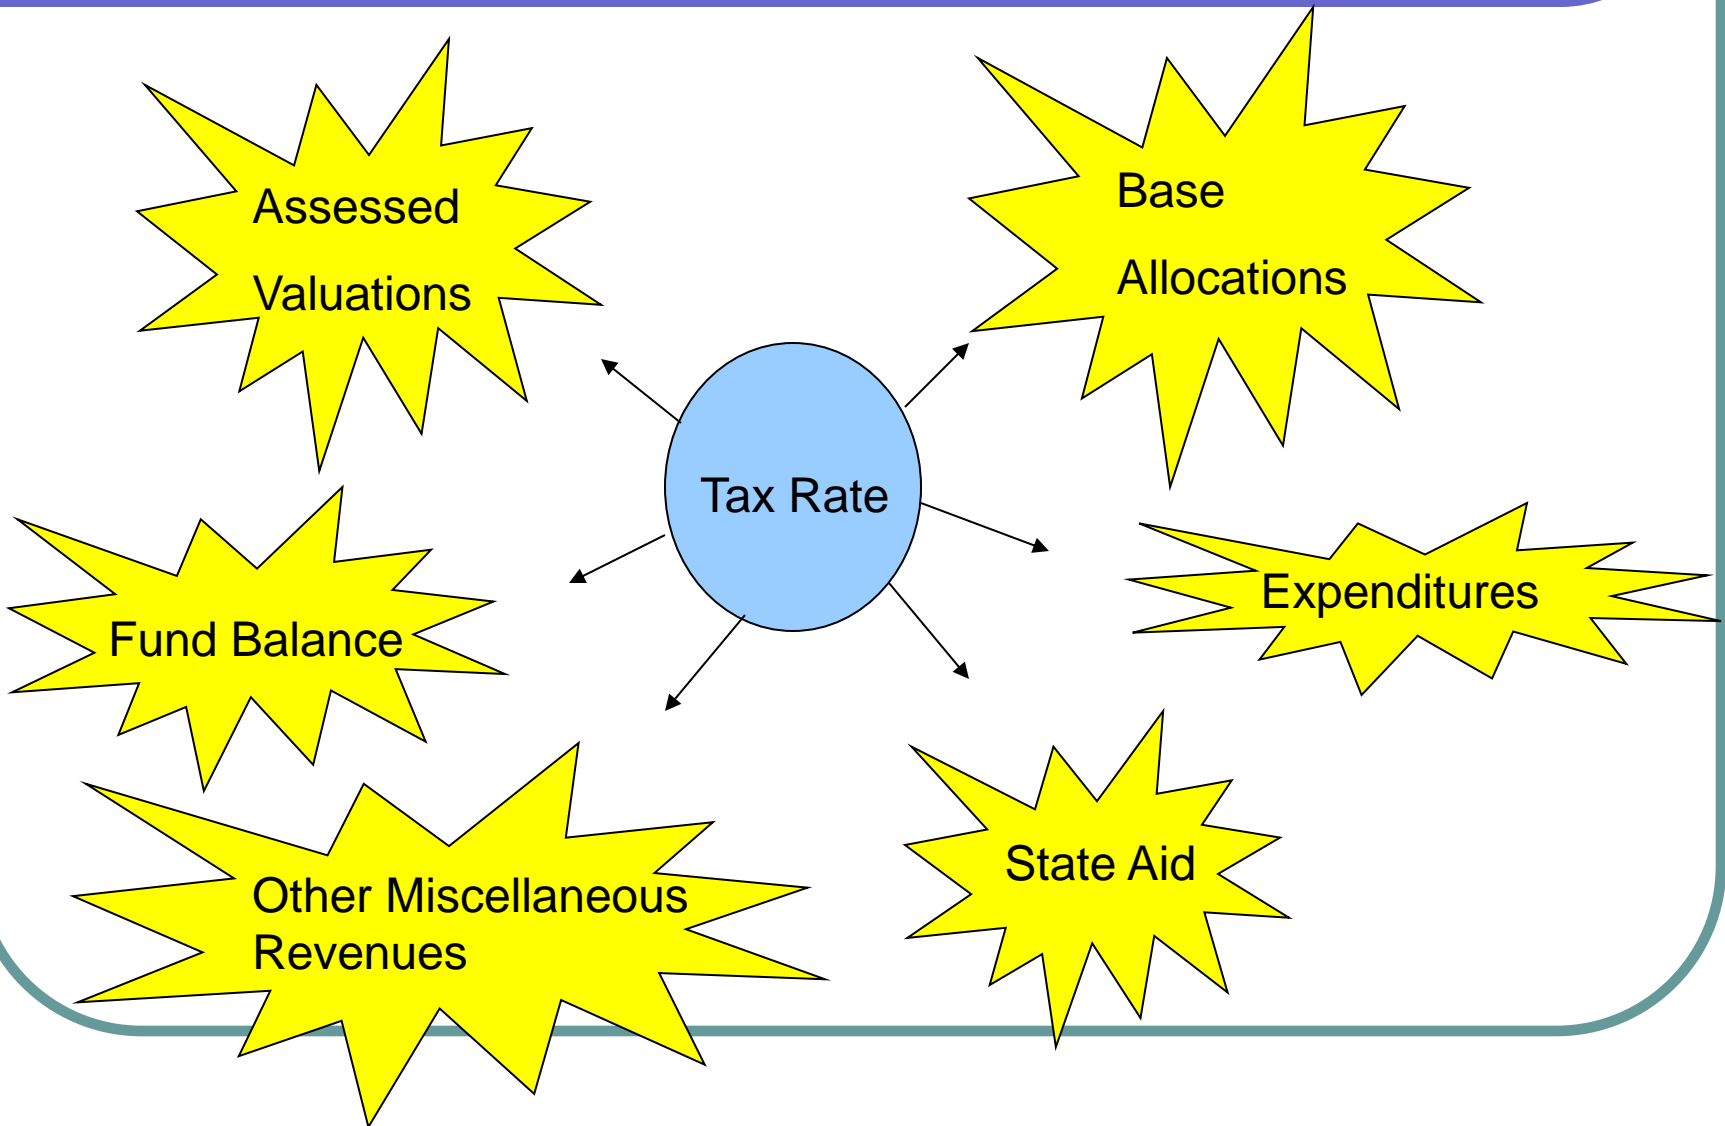 Assessed
Valuations
Base
Allocations
Tax Rate
Expenditures
Fund Balance
State Aid
Other Miscellaneous
Revenues